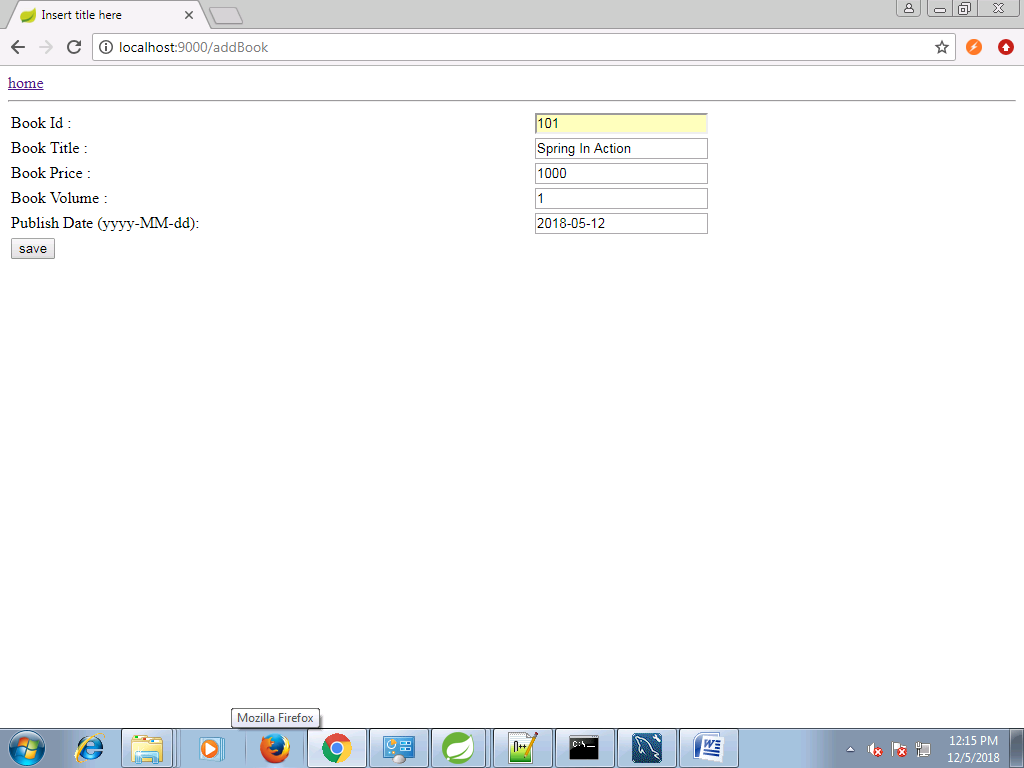 Insert title here
localhost:9000/addBook
home
Book Id : 101
Book Title : Spring In Action
Book Price : 1000
Book Volume : 1
Publish Date (yyyy-MM-dd): 2018-05-12
save
Mozilla Firefox
N++
C:\_
W
12:15 PM
12/5/2018